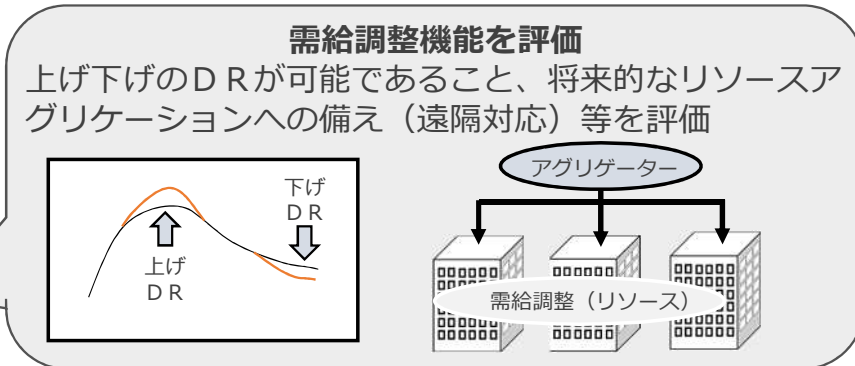 需給調整機能を評価
上げ下げのＤＲが可能であること、将来的なリソースア
グリケーションへの備え（遠隔対応）等を評価
下げ
ＤＲ
上げ
ＤＲ
アグリゲーター
需給調整（リソース）